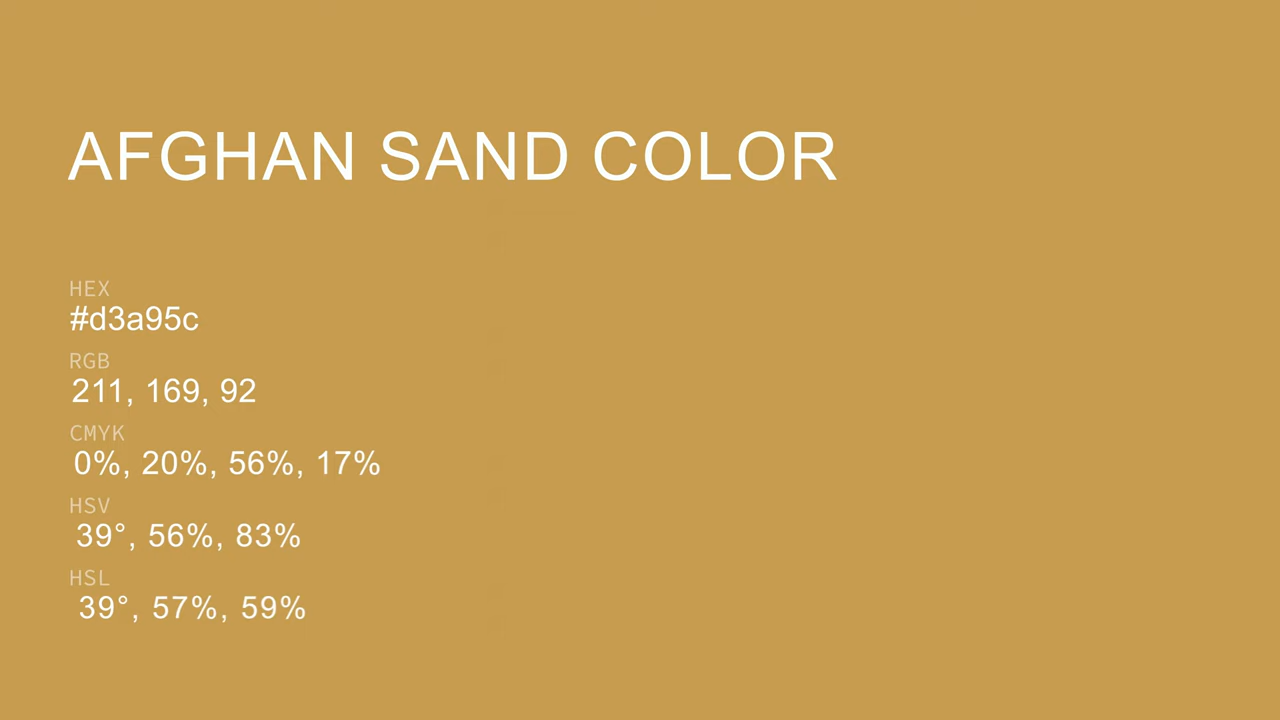 AFGHAN SAND COLOR
HEX
#d3a95c
RGB
211, 169, 92
CMYK
0%, 20%, 56%, 17%
HSV
39°, 56%, 83%
HSL
39°, 57%, 59%